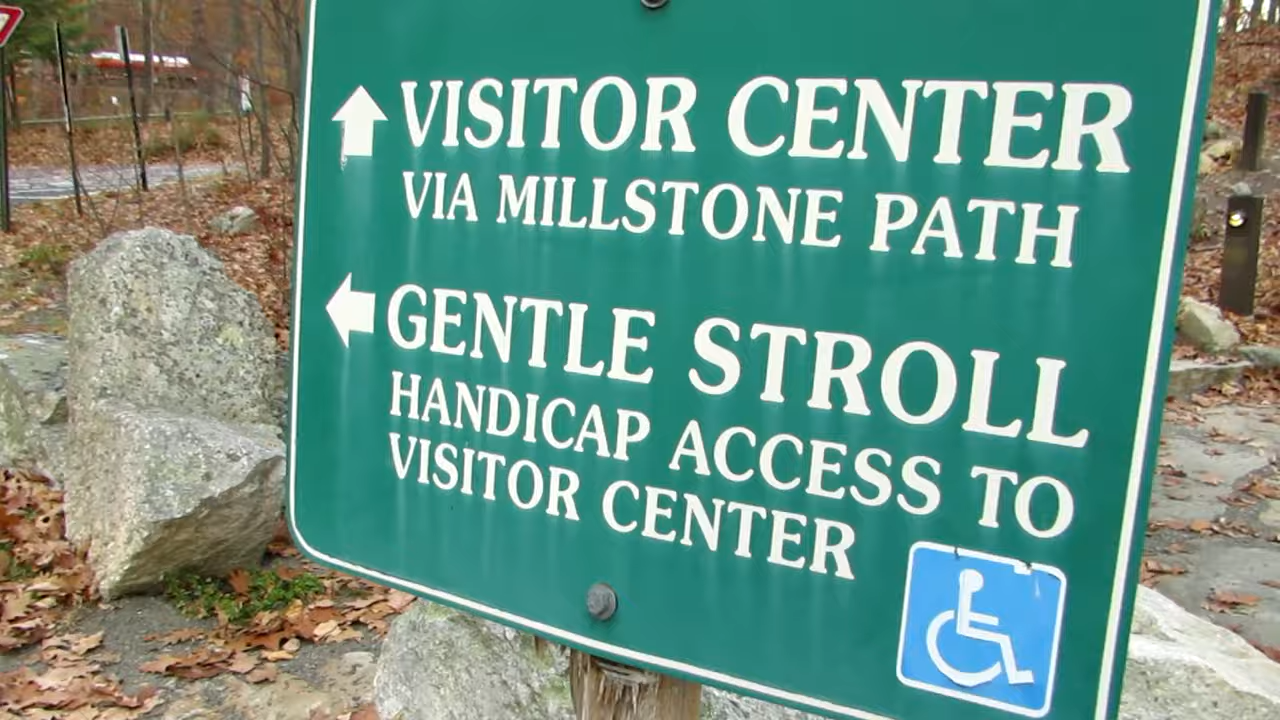 VISITOR CENTER
VIA MILLSTONE PATH
GENTLE STROLL
HANDICAP ACCESS TO
VISITOR CENTER